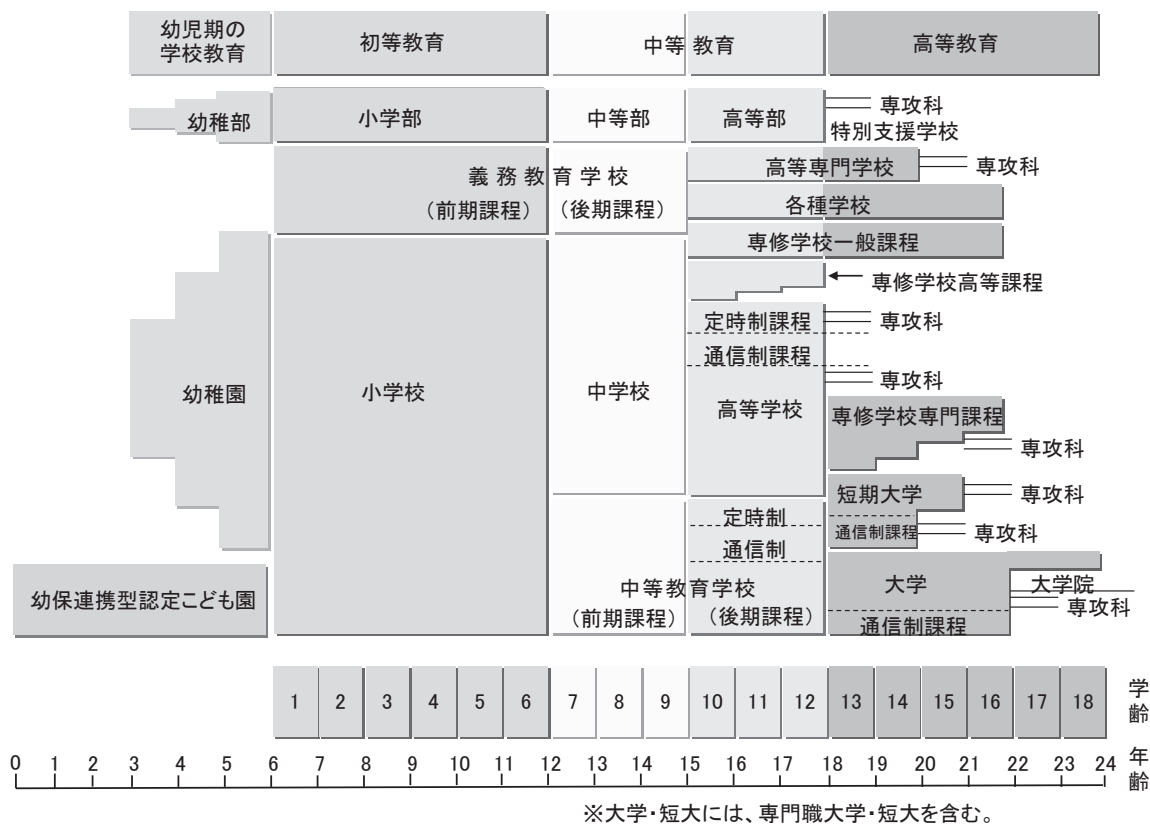 幼児期の
学校教育
初等教育
中等教育
高等教育
幼稚部
小学部
中等部
高等部
専攻科
特別支援学校
義務教育学校
(前期課程)
(後期課程)
高等専門学校
専攻科
各種学校
専修学校一般課程
専修学校高等課程
定時制課程
専攻科
通信制課程
専攻科
幼稚園
小学校
中学校
高等学校
専修学校専門課程
専攻科
短期大学
専攻科
通信制課程
専攻科
定時制
通信制
幼保連携型認定こども園
中等教育学校
(前期課程)
(後期課程)
大学
大学院
専攻科
通信制課程
1 2 3 4 5 6 7 8 9 10 11 12 13 14 15 16 17 18
学齢
0 1 2 3 4 5 6 7 8 9 10 11 12 13 14 15 16 17 18 19 20 21 22 23 24
年齢
※大学・短大には、専門職大学・短大を含む。